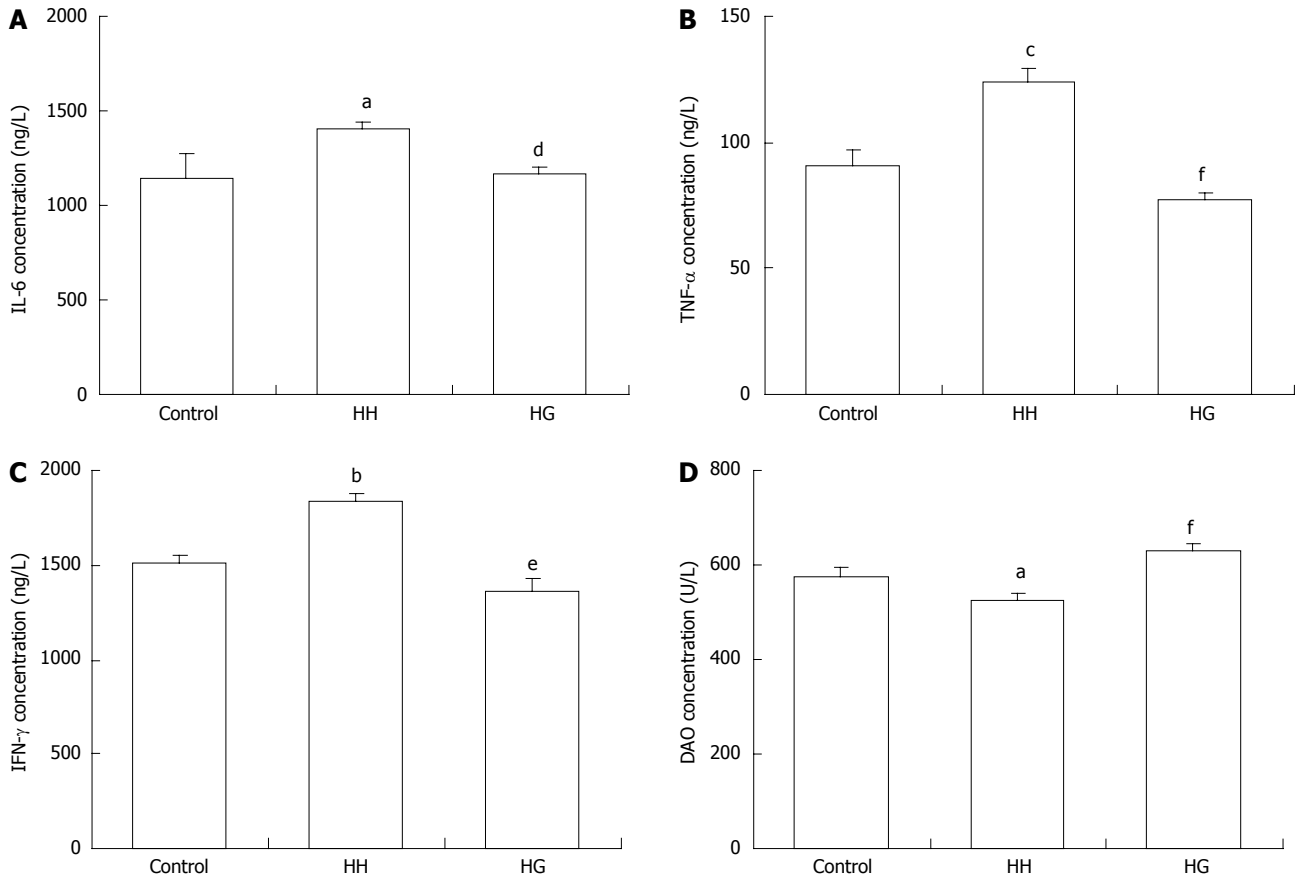 A
IL-6 concentration (ng/L)
2000
1500
1000
500
0
a
d
Control HH HG
B
TNF-α concentration (ng/L)
150
100
50
0
c
f
Control HH HG
C
IFN-γ concentration (ng/L)
2000
1500
1000
500
0
b
e
Control HH HG
D
DAO concentration (U/L)
800
600
400
200
0
a
f
Control HH HG